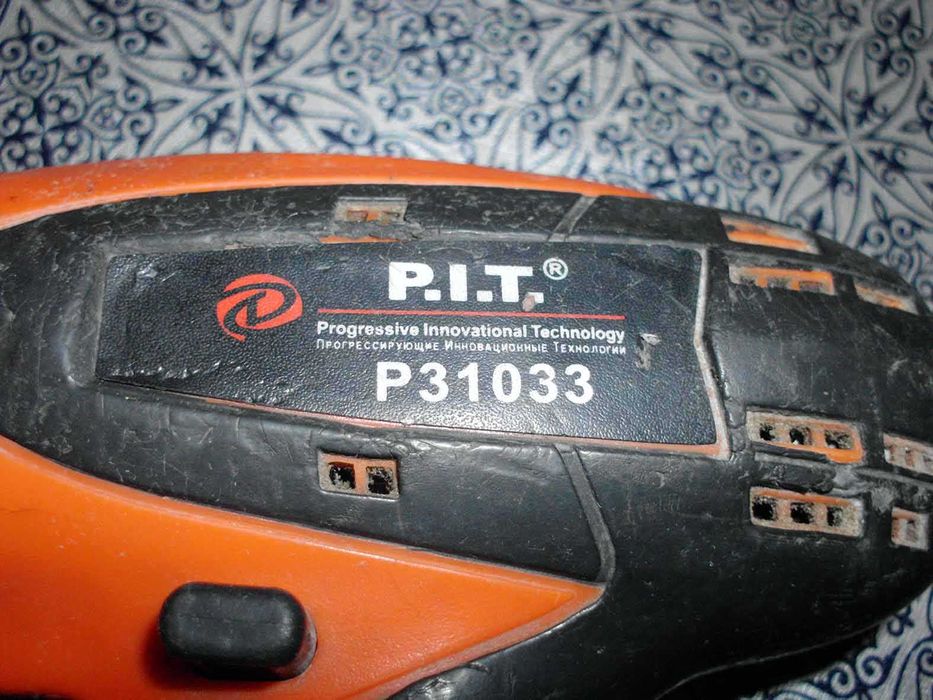 P.I.T.®
Progressive Innovational Technology
Прогрессирующие Инновационные Технологии
P31033